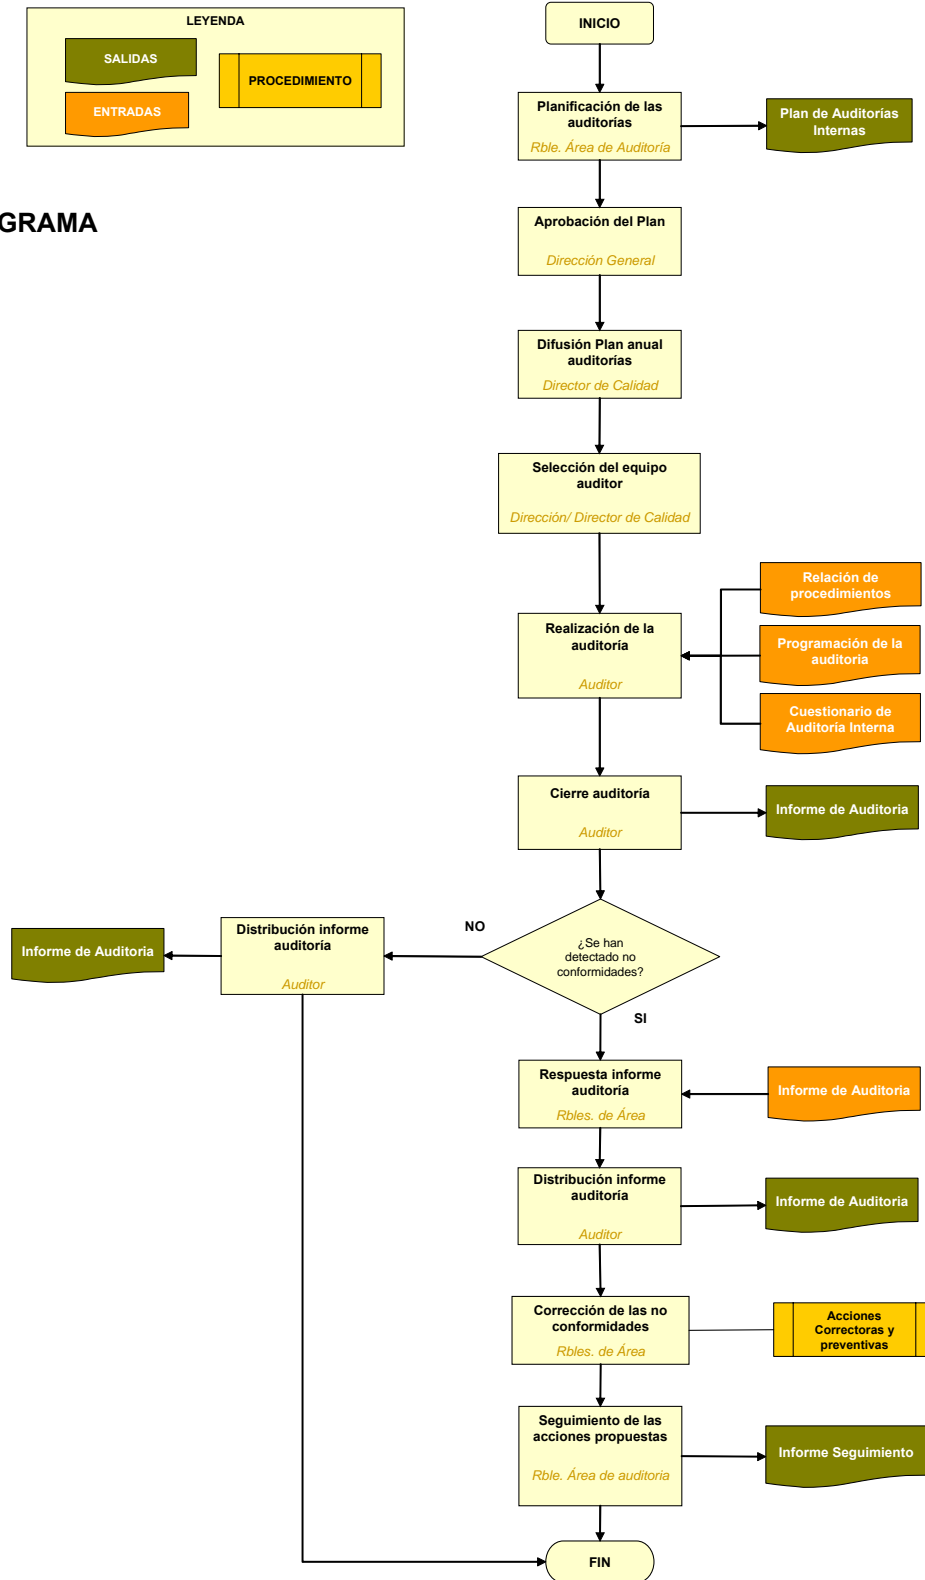 LEYENDA
SALIDAS
PROCEDIMIENTO
ENTRADAS
GRAMA
INICIO
Planificación de las
auditorías
Rble. Área de Auditoría
Plan de Auditorías
Internas
Aprobación del Plan
Dirección General
Difusión Plan anual
auditorías
Director de Calidad
Selección del equipo
auditor
Dirección/ Director de Calidad
Relación de
procedimientos
Realización de la
auditoría
Auditor
Programación de la
auditoria
Cuestionario de
Auditoría Interna
Cierre auditoría
Auditor
Informe de Auditoria
¿Se han
detectado no
conformidades?
NO
Distribución informe
auditoría
Auditor
Informe de Auditoria
SI
Respuesta informe
auditoría
Rbles. de Área
Informe de Auditoria
Distribución informe
auditoría
Auditor
Informe de Auditoria
Corrección de las no
conformidades
Rbles. de Área
Acciones
Correctoras y
preventivas
Seguimiento de las
acciones propuestas
Rble. Área de auditoria
Informe Seguimiento
FIN